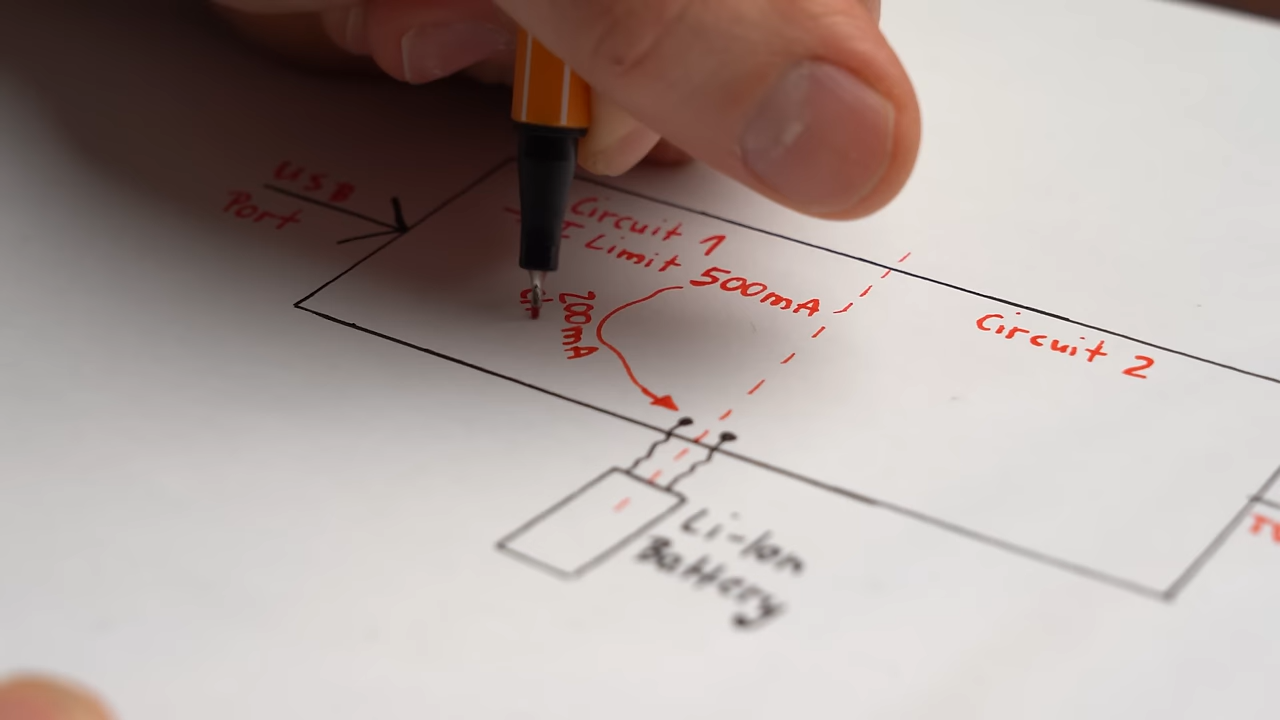 USB
Port
Circuit 1
I Limit 500mA
200mA
Circuit 2
Li-Ion
Battery